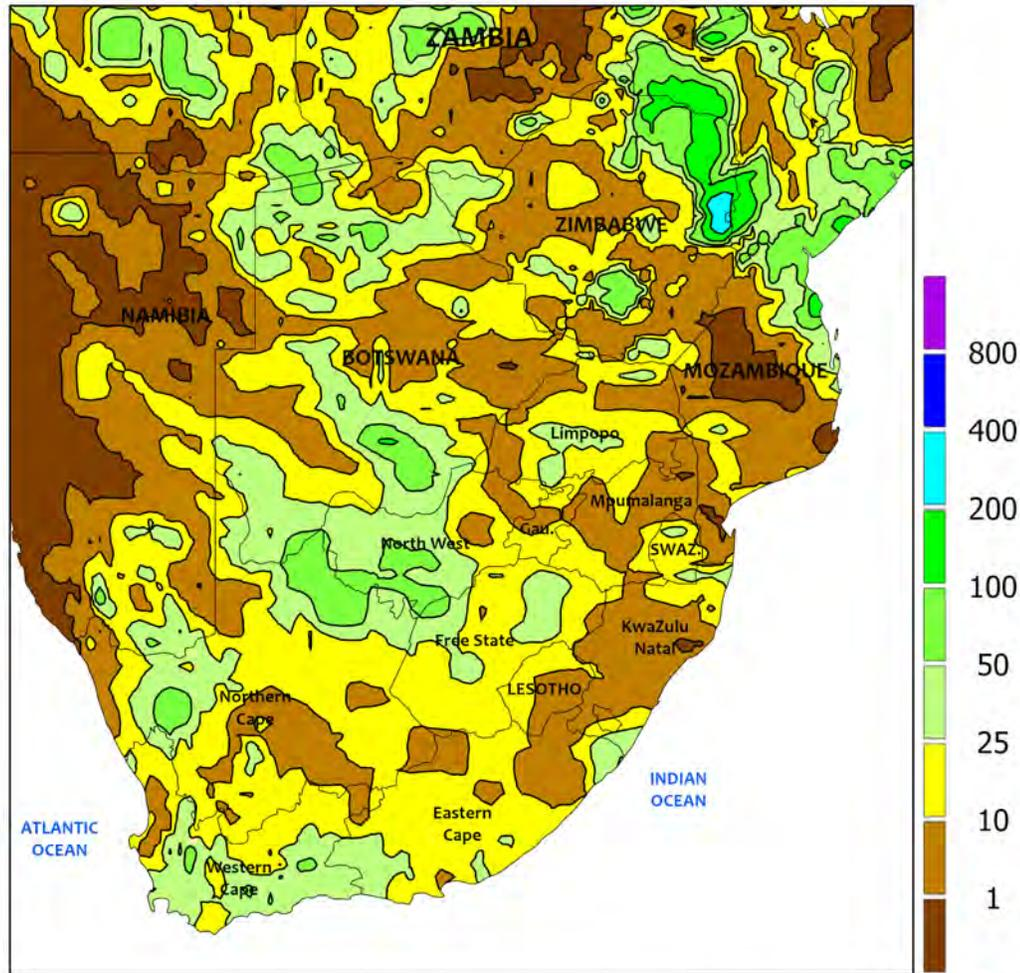 ZAMBIA
ZIMBABWE
NAMIBIA
BOTSWANA
MOZAMBIQUE
Limpopo
Mpumalanga
Gau.
North West
SWAZ.
Free State
KwaZulu
Natal
LESOTHO
Northern
Cape
INDIAN
OCEAN
Eastern
Cape
ATLANTIC
OCEAN
Western
Cape
800
400
200
100
50
25
10
1